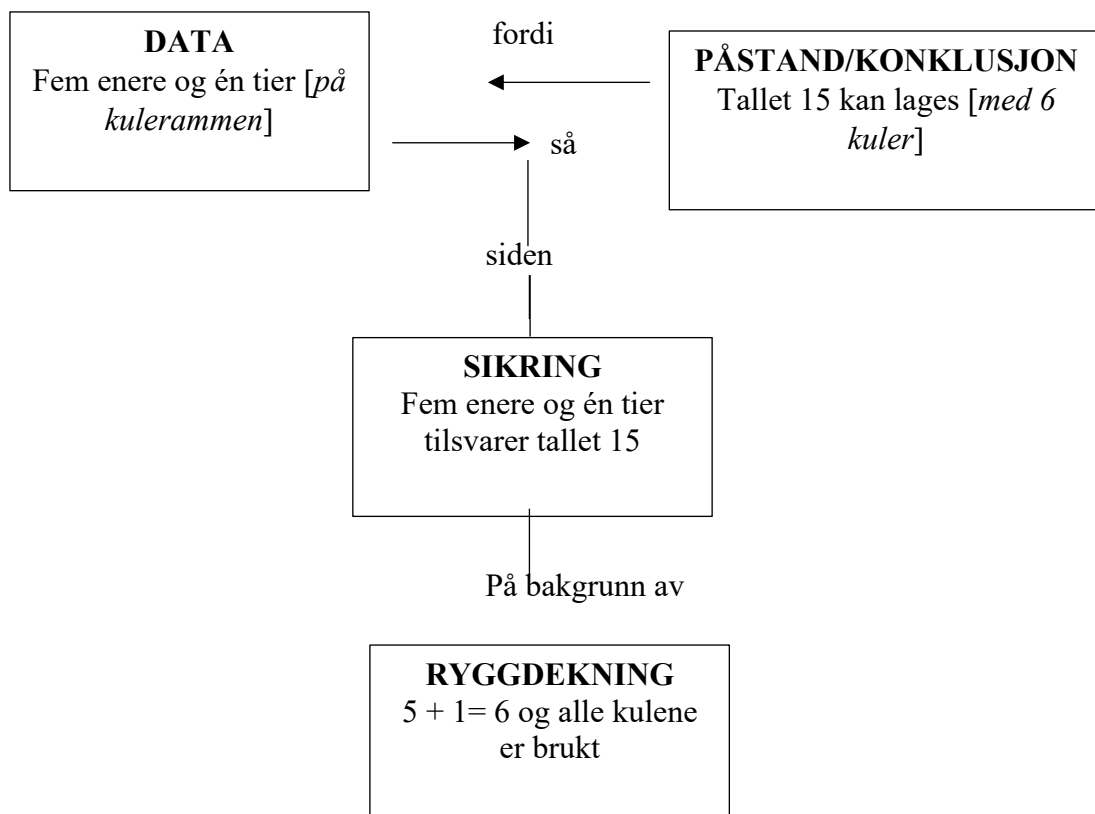 DATA
Fem enere og én tier [på
kulerammen]
fordi
PÅSTAND/KONKLUSJON
Tallet 15 kan lages [med 6
kuler]
så
siden
SIKRING
Fem enere og én tier
tilsvarer tallet 15
På bakgrunn av
RYGGDEKNING
5 + 1= 6 og alle kulene
er brukt